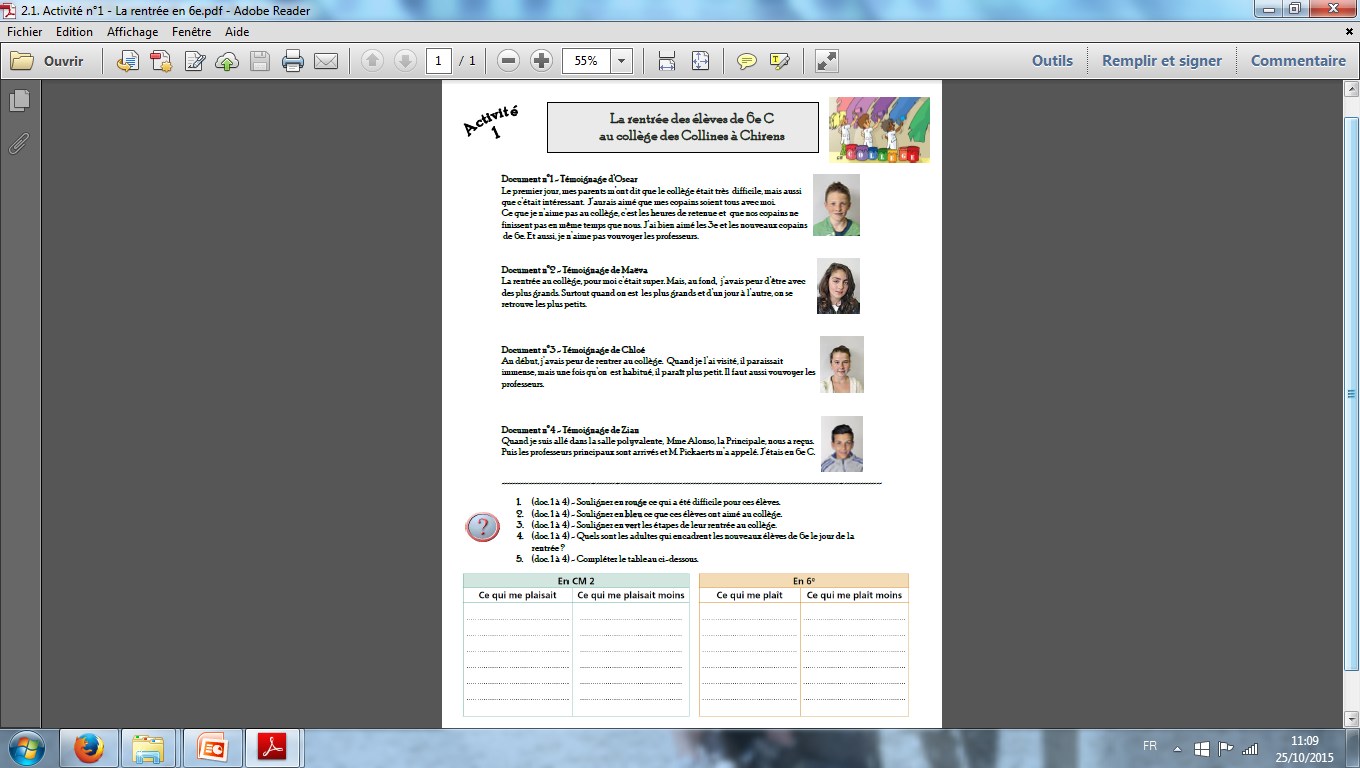 2.1. Activité n°1 - La rentrée en 6e.pdf - Adobe Reader
Fichier Edition Affichage Fenêtre Aide
Ouvrir 1 / 1 55% Outils Remplir et signer Commentaire
Activité
1
La rentrée des élèves de 6e C
au collège des Collines à Chirens
COLLEGE
Document n°1 - Témoignage d'Oscar
Le premier jour, mes parents m'ont dit que le collège était très difficile, mais aussi
que c'était intéressant. J'aurais aimé que mes copains soient tous avec moi.
Ce que je n'aime pas au collège, c'est les heures de retenue et que nos copains ne
finissent pas en même temps que nous. J'ai bien aimé les 3e et les nouveaux copains
de 6e. Et aussi, je n'aime pas vouvoyer les professeurs.
Document n°2 - Témoignage de Maëva
La rentrée au collège, pour moi c'était super. Mais, au fond, j'avais peur d'être avec
des plus grands. Surtout quand on est les plus grands et d'un jour à l'autre, on se
retrouve les plus petits.
Document n°3 - Témoignage de Chloé
Au début, j'avais peur de rentrer au collège. Quand je l'ai visité, il paraissait
immense, mais une fois qu'on est habitué, il paraît plus petit. Il faut aussi vouvoyer les
professeurs.
Document n°4 - Témoignage de Zian
Quand je suis allé dans la salle polyvalente, Mme Alonso, la Principale, nous a reçus.
Puis les professeurs principaux sont arrivés et M. Pickaerts m'a appelé. J'étais en 6e C.
1. (doc. 1 à 4) - Souligner en rouge ce qui a été difficile pour ces élèves.
2. (doc. 1 à 4) - Souligner en bleu ce que ces élèves ont aimé au collège.
3. (doc. 1 à 4) - Souligner en vert les étapes de leur rentrée au collège.
4. (doc. 1 à 4) - Quels sont les adultes qui encadrent les nouveaux élèves de 6e le jour de la
rentrée ?
5. (doc. 1 à 4) - Compléter le tableau ci-dessous.
?
En CM 2 En 6e
Ce qui me plaisait Ce qui me plaisait moins Ce qui me plaît Ce qui me plaît moins
FR 11:09
25/10/2015